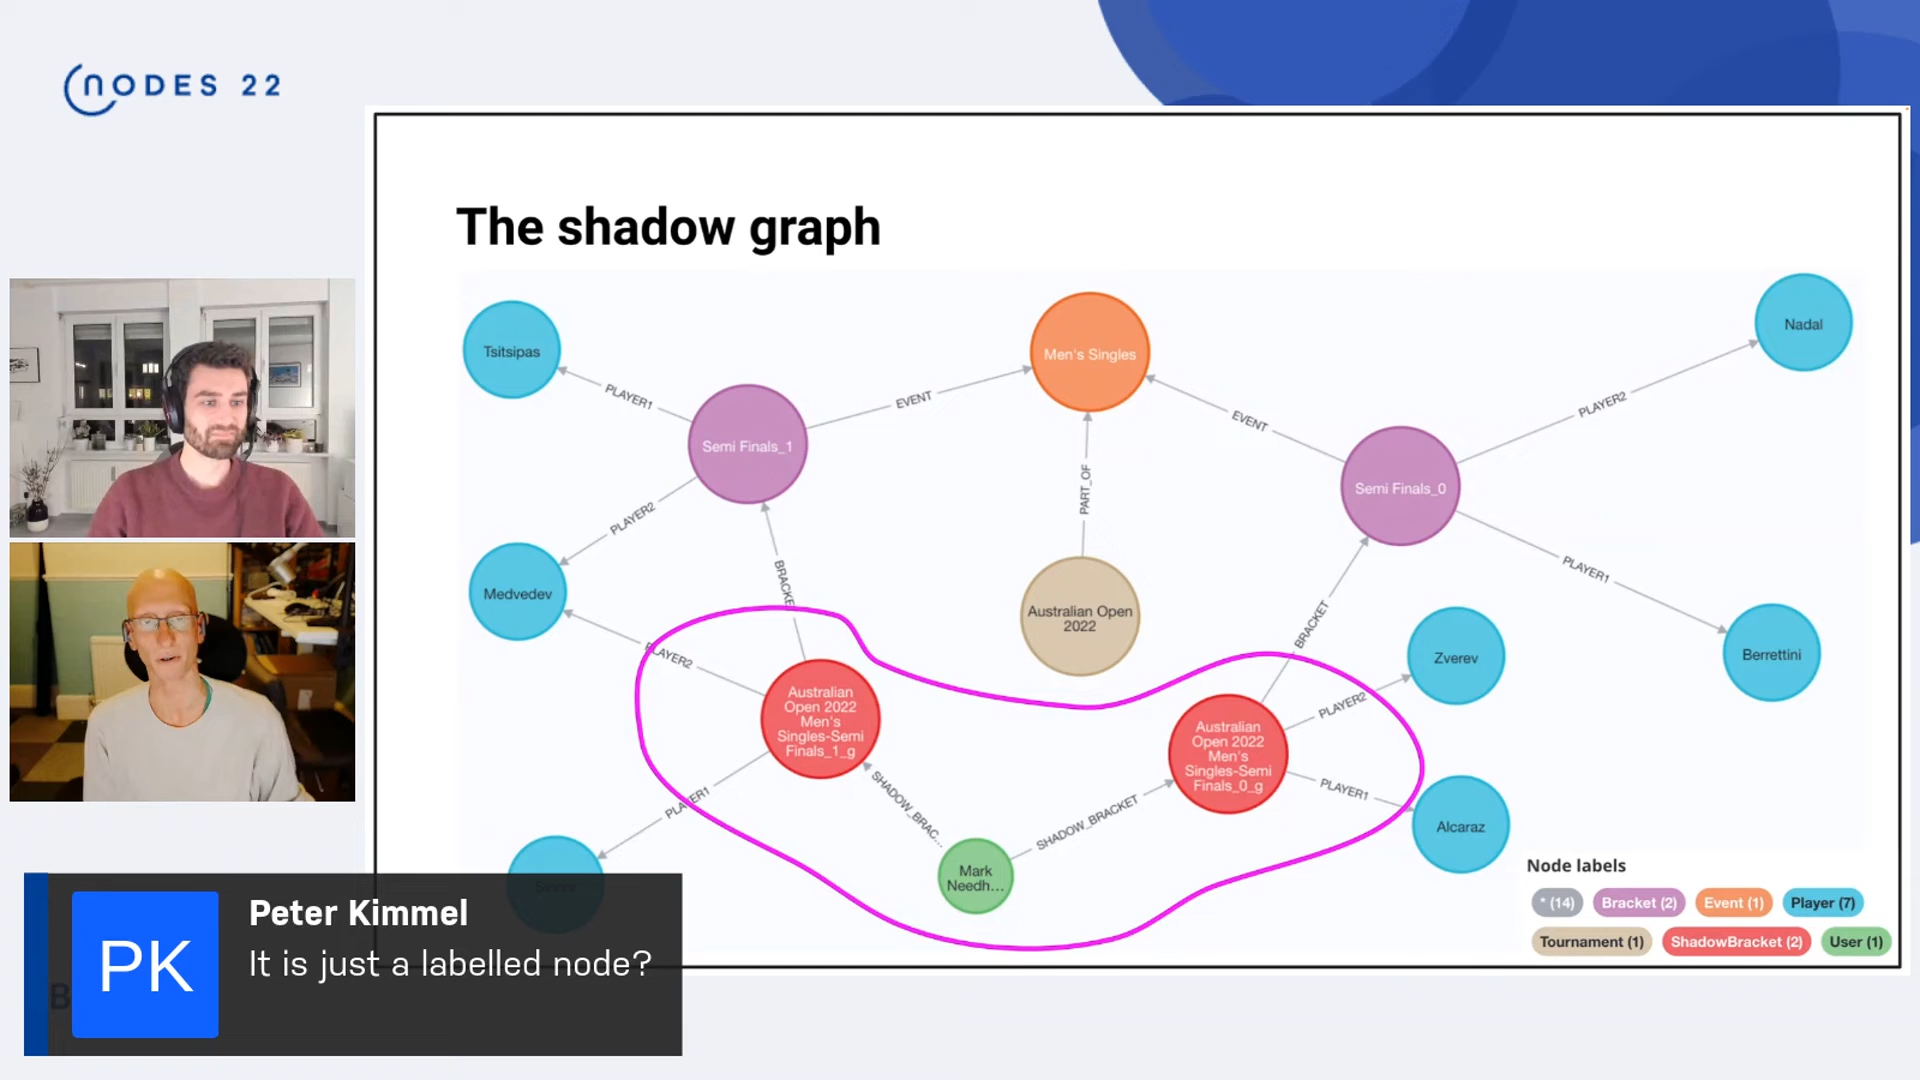 NODES 22
The shadow graph
Tsitsipas
Men's Singles
Nadal
PLAYER1
EVENT
PLAYER2
Semi Finals_1
EVENT
PART_OF
Semi Finals_0
PLAYER2
Medvedev
BRACKE
Australian Open
2022
BRACKET
PLAYER1
Zverev
Berrettini
PLAYER2
Australian
Open 2022
Men's
Singles-Semi
Finals_1_g
Australian
Open 2022
Men's
Singles-Semi
Finals_0_g
PLAYER2
PLAYER1
PLAYER1
SHADOW_BRAC...
SHADOW_BRACKET
Alcaraz
Mark
Needh...
Node labels
* (14)
Bracket (2)
Event (1)
Player (7)
Tournament (1)
ShadowBracket (2)
User (1)
PK
Peter Kimmel
It is just a labelled node?